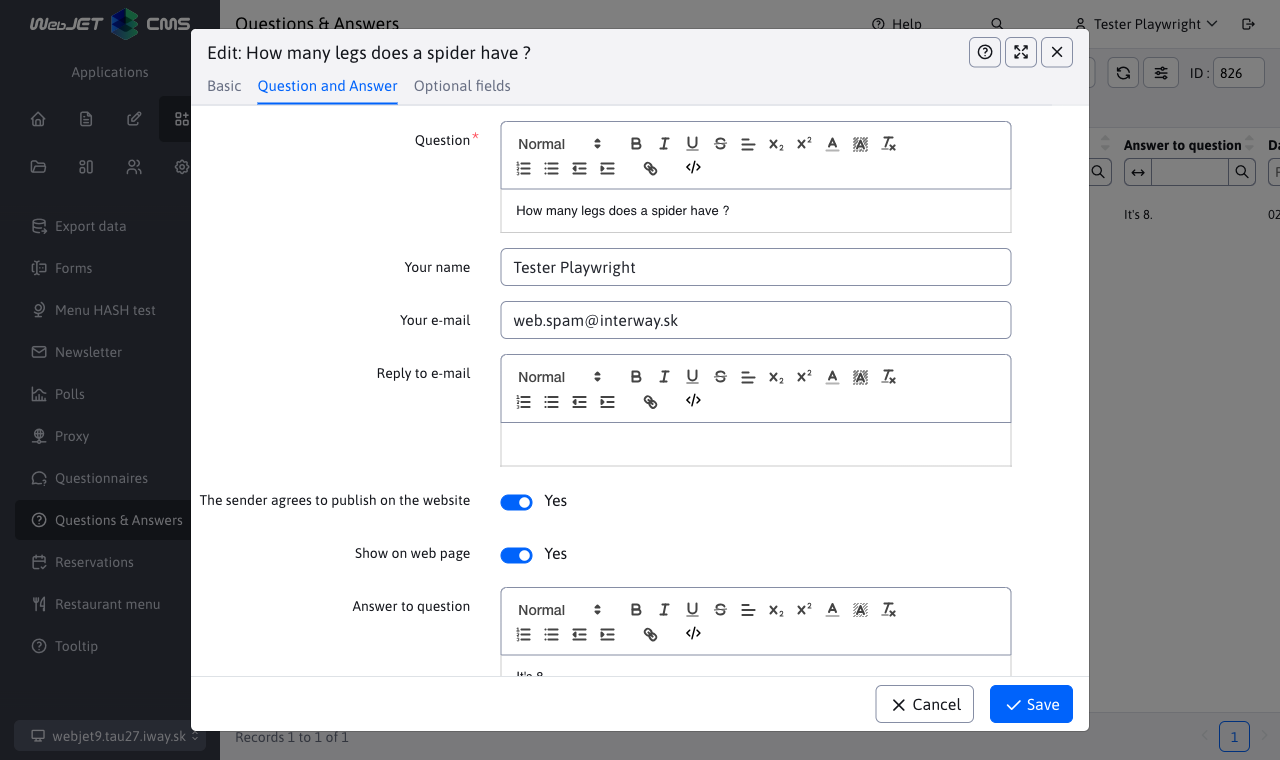 WebJET CMS
Questions & Answers
Help
Tester Playwright
Applications
ID : 826
Answer to question
It's 8.
02
Export data
Forms
Menu HASH test
Newsletter
Polls
Proxy
Questionnaires
Questions & Answers
Reservations
Restaurant menu
Tooltip
webjet9.tau27.iway.sk
Records 1 to 1 of 1
1
Edit: How many legs does a spider have ?
Basic Question and Answer Optional fields
Question*
Normal
How many legs does a spider have ?
Your name
Tester Playwright
Your e-mail
web.spam@interway.sk
Reply to e-mail
Normal
The sender agrees to publish on the website
Yes
Show on web page
Yes
Answer to question
Normal
It's 8.
Cancel
Save